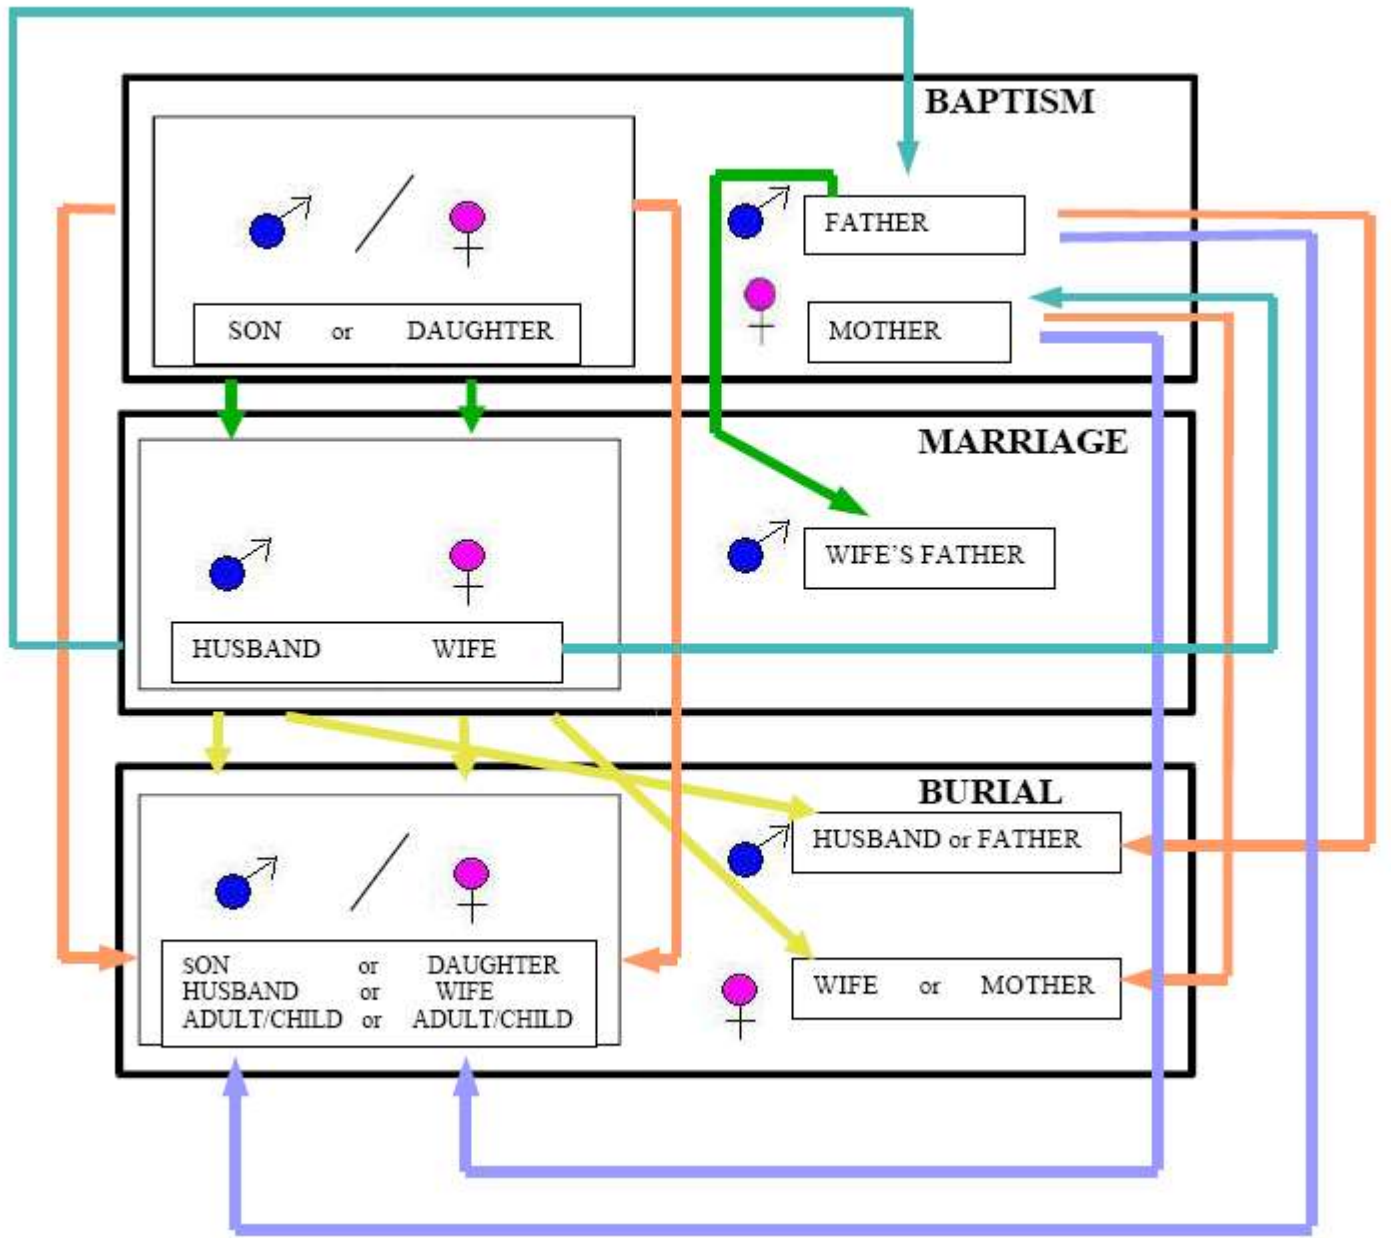 BAPTISM
FATHER
SON or DAUGHTER
MOTHER
MARRIAGE
WIFE'S FATHER
HUSBAND WIFE
BURIAL
HUSBAND or FATHER
SON or DAUGHTER
HUSBAND or WIFE
ADULT/CHILD or ADULT/CHILD
WIFE or MOTHER